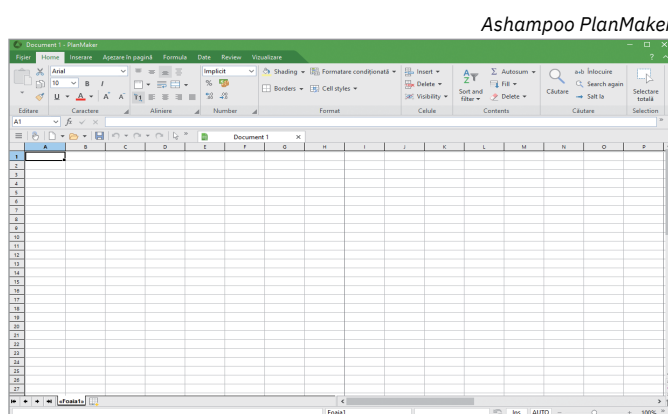 Ashampoo PlanMaker
Document 1 - PlanMaker
Fișier Home Inserare Așezare în pagină Formula Date Review Vizualizare
Arial Implicit Shading Formatare condiționată Insert Autosum a»b Înlocuire
10 B I % Delete Sort and filter Fill Căutare Search again Selectare totală
U A A A Borders Cell styles Visibility Delete Salt la
Editare Caractere Aliniere Number Format Celule Contents Căutare Selection
A1
Document 1 X
A B C D E F G H I J K L M N O P
1
2
3
4
5
6
7
8
9
10
11
12
13
14
15
16
17
18
19
20
21
22
23
24
25
26
27
«Foaia1»
Foaia1 Ins AUTO 100%